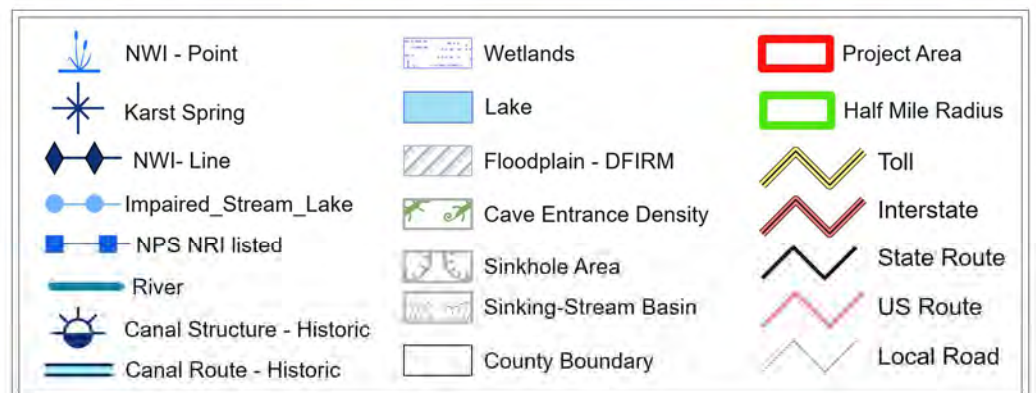 NWI - Point
Karst Spring
NWI- Line
Impaired_Stream_Lake
NPS NRI listed
River
Canal Structure - Historic
Canal Route - Historic
Wetlands
Lake
Floodplain - DFIRM
Cave Entrance Density
Sinkhole Area
Sinking-Stream Basin
County Boundary
Project Area
Half Mile Radius
Toll
Interstate
State Route
US Route
Local Road